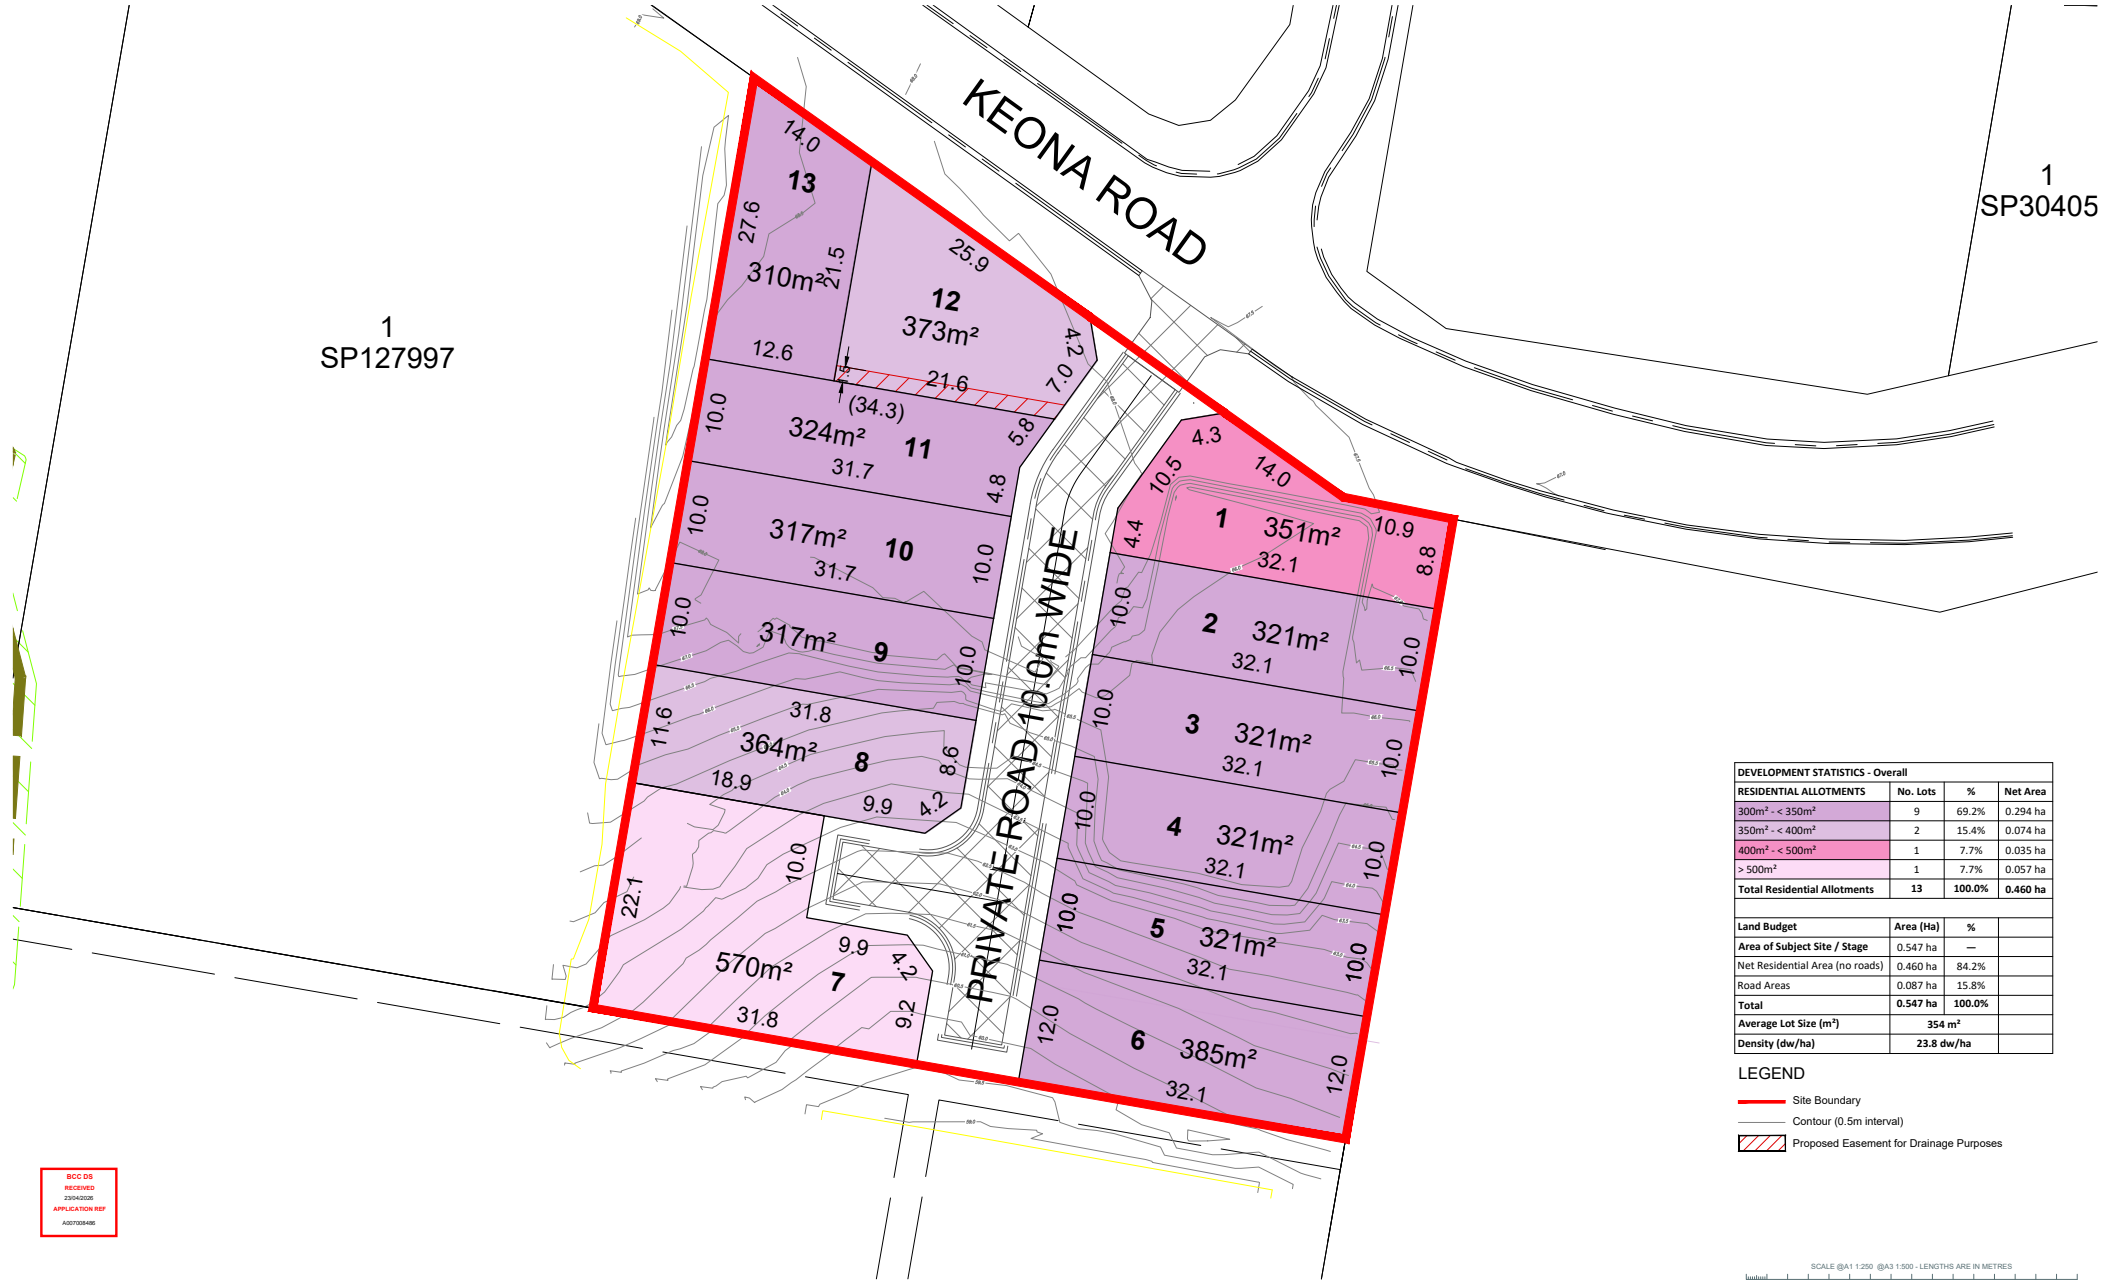 KEONA ROAD
1
SP30405
1
SP127997
14.0
13
27.6
21.5
310m²
12.6
25.9
12
373m²
4.2
7.0
1.5
21.6
(34.3)
10.0
324m²
11
5.8
31.7
4.8
10.0
317m²
10
10.0
31.7
10.0
317m²
9
10.0
31.8
11.6
364m²
8
8.6
18.9
9.9
4.2
10.0
22.1
9.9
4.2
570m²
7
9.2
31.8
PRIVATE ROAD 10.0m WIDE
4.3
10.5
14.0
4.4
1
351m²
10.9
8.8
32.1
10.0
2
321m²
10.0
32.1
10.0
3
321m²
10.0
32.1
10.0
4
321m²
10.0
32.1
10.0
5
321m²
10.0
32.1
12.0
6
385m²
12.0
32.1
DEVELOPMENT STATISTICS - Overall
RESIDENTIAL ALLOTMENTS No. Lots % Net Area
300m² - < 350m² 9 69.2% 0.294 ha
350m² - < 400m² 2 15.4% 0.074 ha
400m² - < 500m² 1 7.7% 0.035 ha
> 500m² 1 7.7% 0.057 ha
Total Residential Allotments 13 100.0% 0.460 ha
Land Budget Area (Ha) %
Area of Subject Site / Stage 0.547 ha —
Net Residential Area (no roads) 0.460 ha 84.2%
Road Areas 0.087 ha 15.8%
Total 0.547 ha 100.0%
Average Lot Size (m²) 354 m²
Density (dw/ha) 23.8 dw/ha
LEGEND
Site Boundary
Contour (0.5m interval)
Proposed Easement for Drainage Purposes
BCC DS
RECEIVED
23/04/2026
APPLICATION REF
A007008486
SCALE @A1 1:250 @A3 1:500 - LENGTHS ARE IN METRES